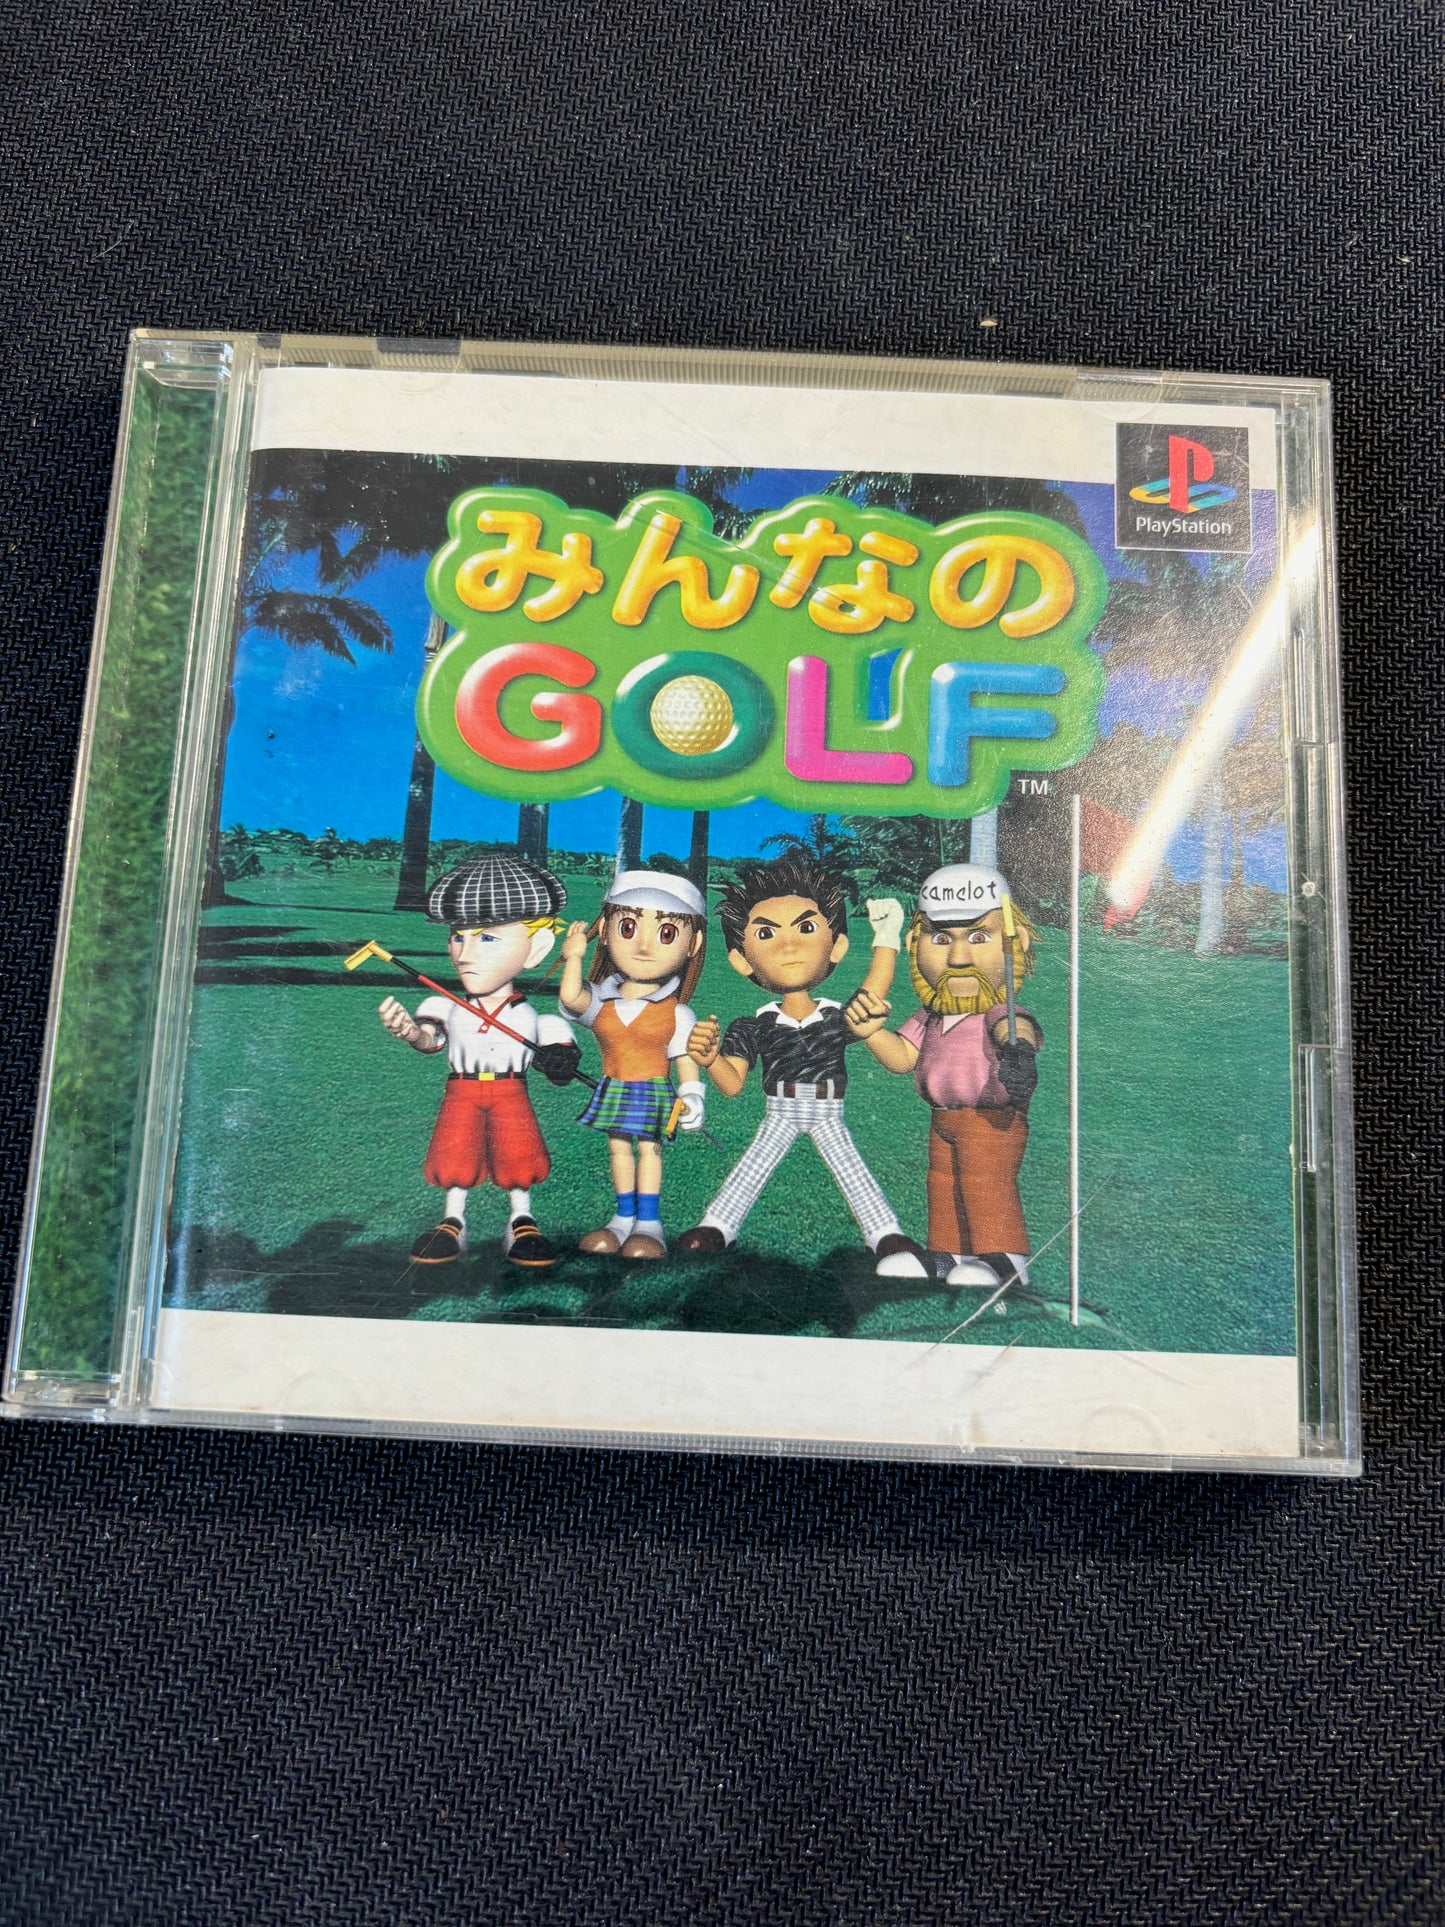 PlayStation
みんなの
GOLF
TM
camelot